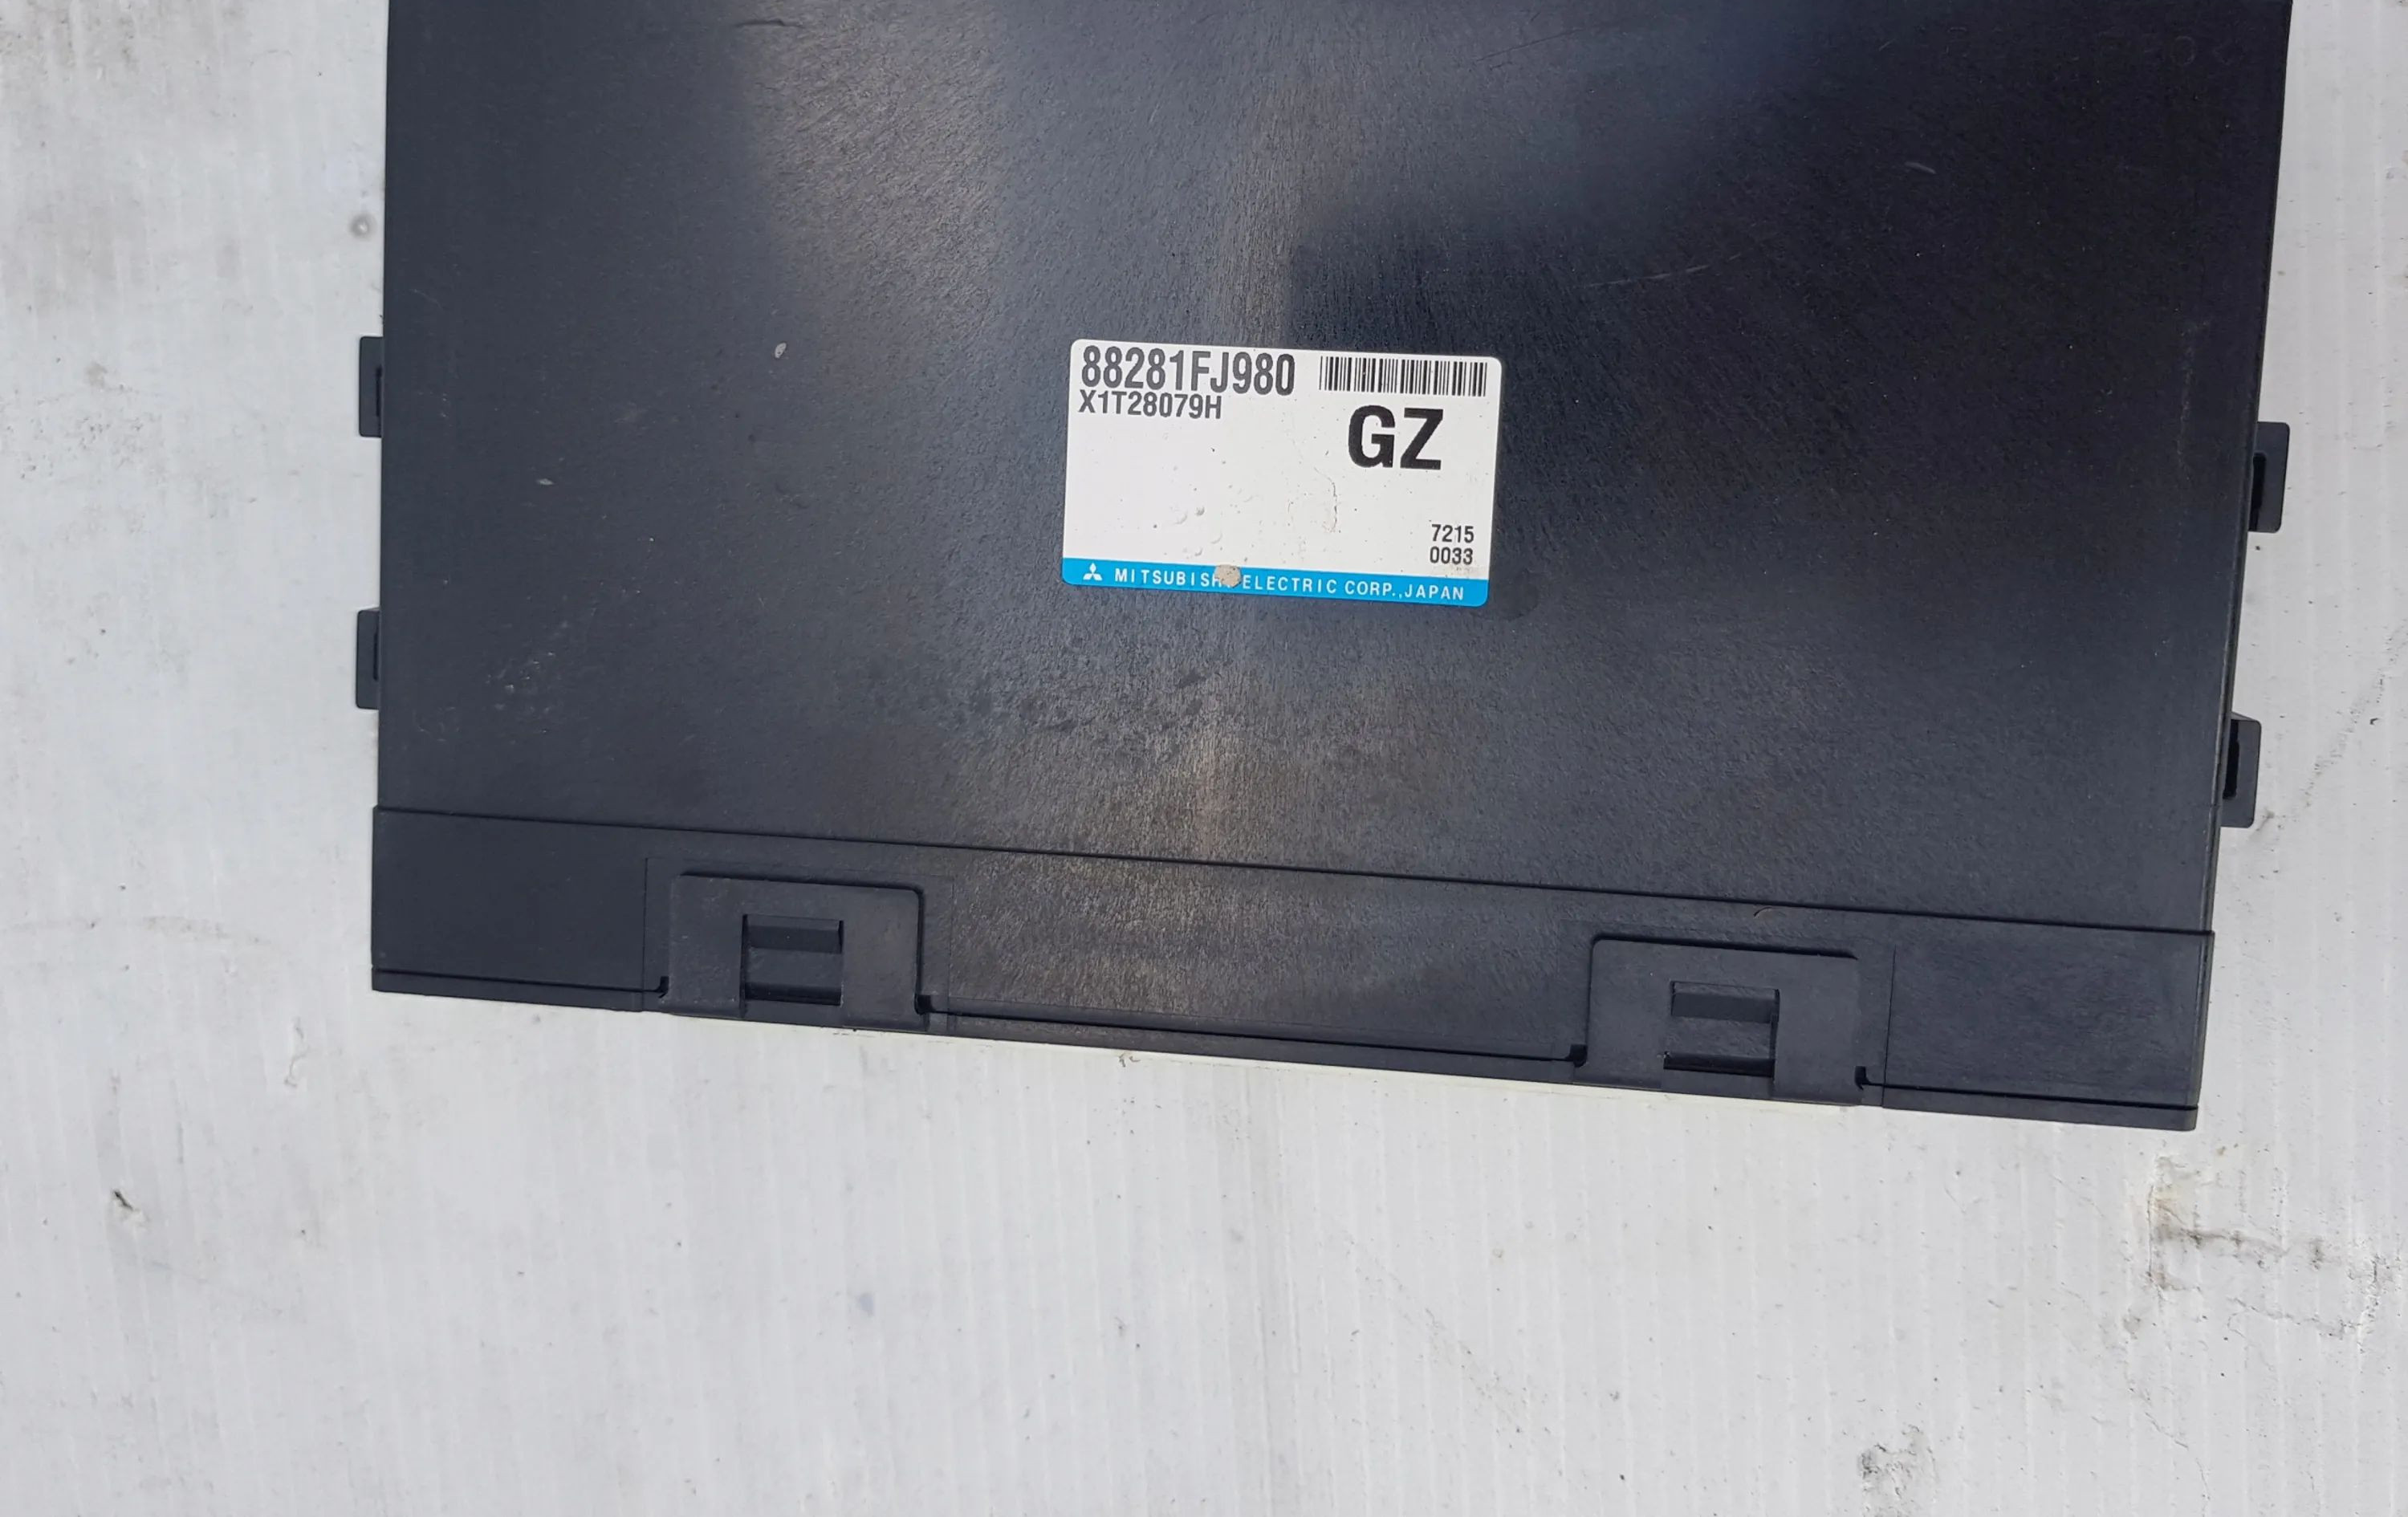 88281FJ980
X1T28079H
GZ
7215
0033
MITSUBISHI ELECTRIC CORP.,JAPAN